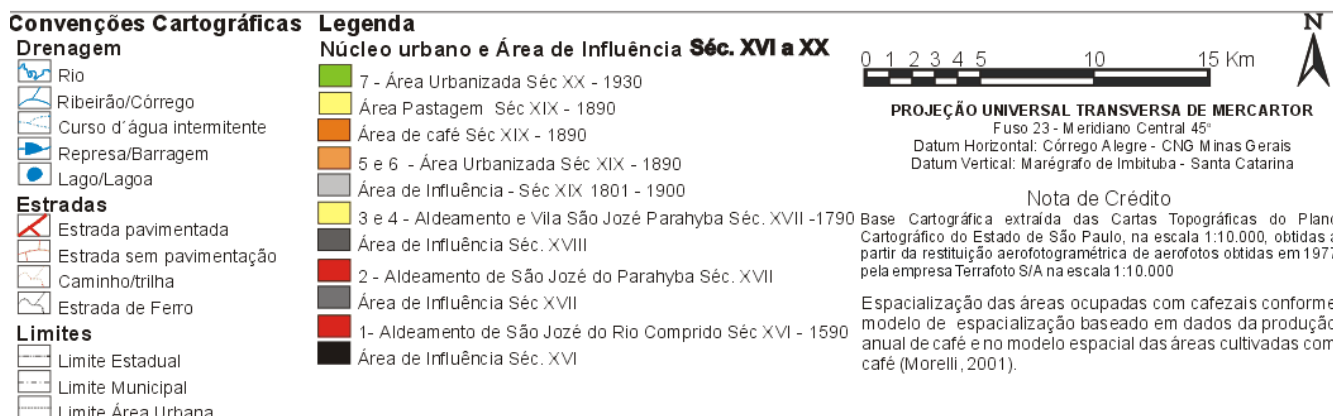 Convenções Cartográficas
Drenagem
Rio
Ribeirão/Córrego
Curso d´água intermitente
Represa/Barragem
Lago/Lagoa
Estradas
Estrada pavimentada
Estrada sem pavimentação
Caminho/trilha
Estrada de Ferro
Limites
Limite Estadual
Limite Municipal
Limite Área Urbana
Legenda
Núcleo urbano e Área de Influência Séc. XVI a XX
7 - Área Urbanizada Séc XX - 1930
Área Pastagem Séc XIX - 1890
Área de café Séc XIX - 1890
5 e 6 - Área Urbanizada Séc XIX - 1890
Área de Influência - Séc XIX 1801 - 1900
3 e 4 - Aldeamento e Vila São Jozé Parahyba Séc. XVII -1790
Área de Influência Séc. XVIII
2 - Aldeamento de São Jozé do Parahyba Séc. XVII
Área de Influência Séc XVII
1- Aldeamento de São Jozé do Rio Comprido Séc XVI - 1590
Área de Influência Séc. XVI
N
0 1 2 3 4 5 10 15 Km
PROJEÇÃO UNIVERSAL TRANSVERSA DE MERCARTOR
Fuso 23 - Meridiano Central 45°
Datum Horizontal: Córrego Alegre - CNG Minas Gerais
Datum Vertical: Marégrafo de Imbituba - Santa Catarina
Nota de Crédito
Base Cartográfica extraída das Cartas Topográficas do Plano
Cartográfico do Estado de São Paulo, na escala 1:10.000, obtidas a
partir da restituição aerofotogramétrica de aerofotos obtidas em 1977
pela empresa Terrafoto S/A na escala 1:10.000
Espacialização das áreas ocupadas com cafezais conforme
modelo de espacialização baseado em dados da produção
anual de café e no modelo espacial das áreas cultivadas com
café (Morelli, 2001).